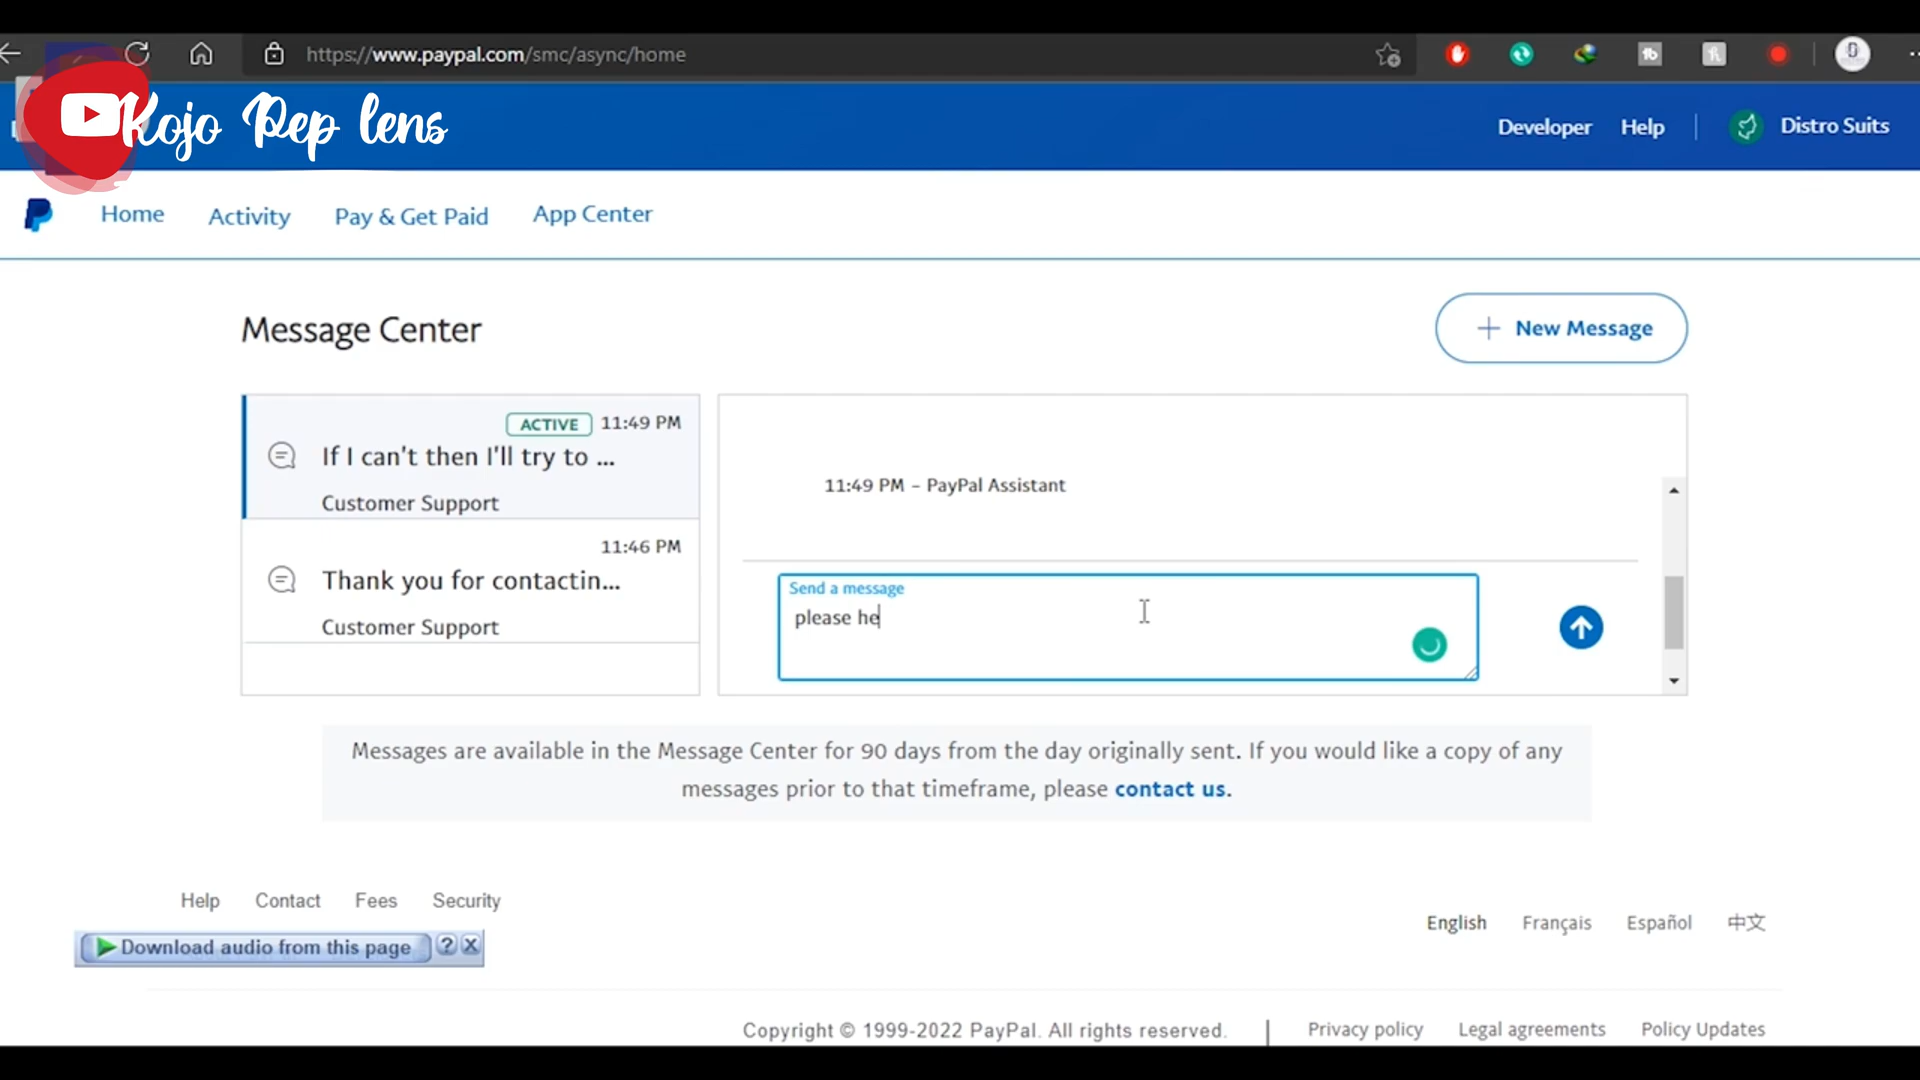 https://www.paypal.com/smc/async/home
Kojo Pep lens
Developer Help Distro Suits
Home Activity Pay & Get Paid App Center
Message Center
+ New Message
ACTIVE 11:49 PM
If I can't then I'll try to ...
Customer Support
11:46 PM
Thank you for contactin...
Customer Support
11:49 PM - PayPal Assistant
Send a message
please he
Messages are available in the Message Center for 90 days from the day originally sent. If you would like a copy of any
messages prior to that timeframe, please contact us.
Help Contact Fees Security
English Français Español 中文
Download audio from this page ? X
Copyright © 1999-2022 PayPal. All rights reserved. | Privacy policy Legal agreements Policy Updates